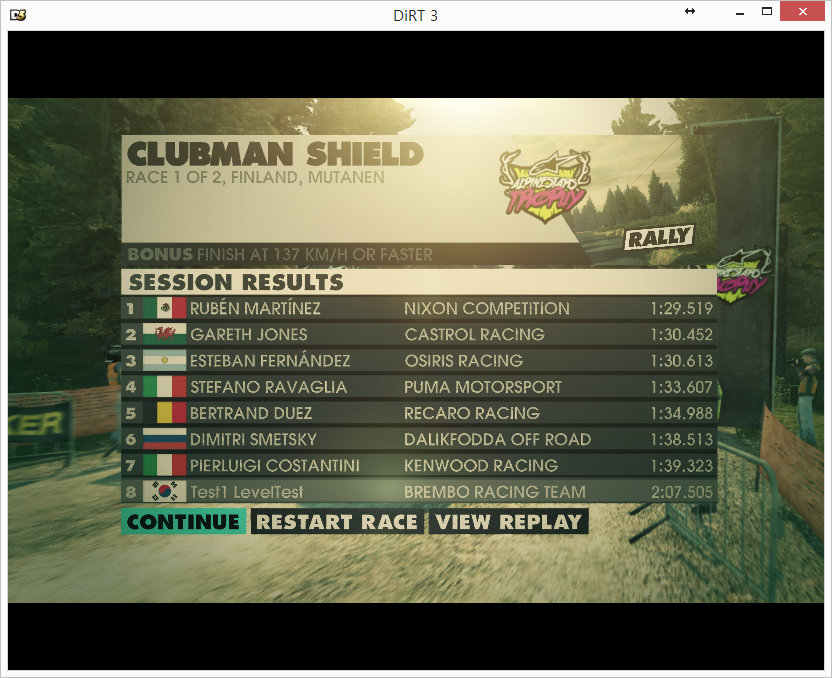 DiRT 3
CLUBMAN SHIELD
RACE 1 OF 2, FINLAND, MUTANEN
ALPINESTARS
TROPHY
RALLY
BONUS FINISH AT 137 KM/H OR FASTER
SESSION RESULTS
1 RUBÉN MARTÍNEZ NIXON COMPETITION 1:29.519
2 GARETH JONES CASTROL RACING 1:30.452
3 ESTEBAN FERNÁNDEZ OSIRIS RACING 1:30.613
4 STEFANO RAVAGLIA PUMA MOTORSPORT 1:33.607
5 BERTRAND DUEZ RECARO RACING 1:34.988
6 DIMITRI SMETSKY DALIKFODDA OFF ROAD 1:38.513
7 PIERLUIGI COSTANTINI KENWOOD RACING 1:39.323
8 Test1 LevelTest BREMBO RACING TEAM 2:07.505
CONTINUE RESTART RACE VIEW REPLAY